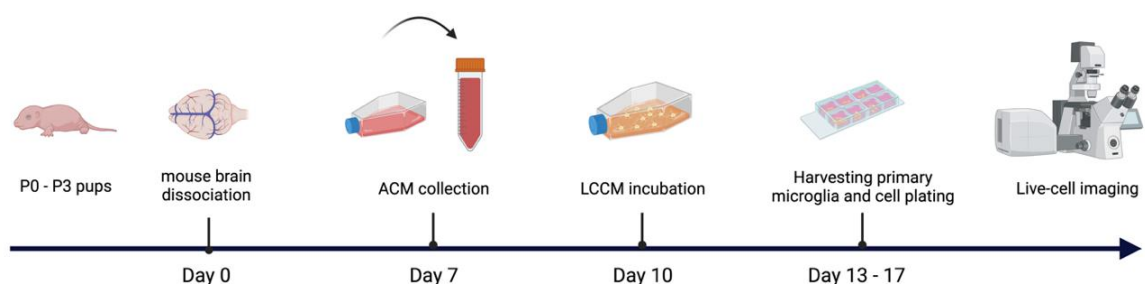 P0 - P3 pups
mouse brain
dissociation
ACM collection
LCCM incubation
Harvesting primary
microglia and cell plating
Live-cell imaging
Day 0
Day 7
Day 10
Day 13 - 17